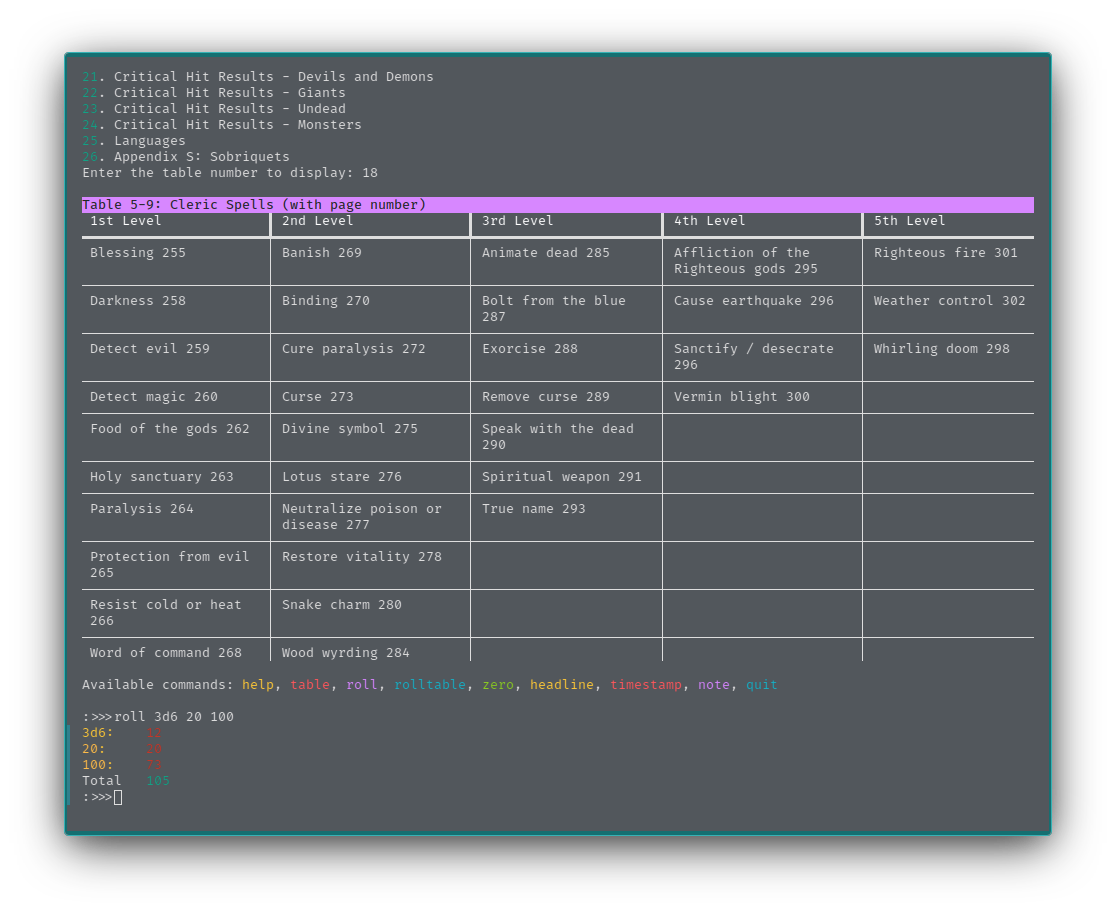 21. Critical Hit Results - Devils and Demons
22. Critical Hit Results - Giants
23. Critical Hit Results - Undead
24. Critical Hit Results - Monsters
25. Languages
26. Appendix S: Sobriquets
Enter the table number to display: 18
Table 5-9: Cleric Spells (with page number)
1st Level 2nd Level 3rd Level 4th Level 5th Level
Blessing 255 Banish 269 Animate dead 285 Affliction of the Righteous fire 301
Righteous gods 295
Darkness 258 Binding 270 Bolt from the blue Cause earthquake 296 Weather control 302
287
Detect evil 259 Cure paralysis 272 Exorcise 288 Sanctify / desecrate Whirling doom 298
296
Detect magic 260 Curse 273 Remove curse 289 Vermin blight 300
Food of the gods 262 Divine symbol 275 Speak with the dead
290
Holy sanctuary 263 Lotus stare 276 Spiritual weapon 291
Paralysis 264 Neutralize poison or True name 293
disease 277
Protection from evil Restore vitality 278
265
Resist cold or heat Snake charm 280
266
Word of command 268 Wood wyrding 284
Available commands: help, table, roll, rolltable, zero, headline, timestamp, note, quit
:>>>roll 3d6 20 100
3d6: 12
20: 20
100: 73
Total 105
:>>>